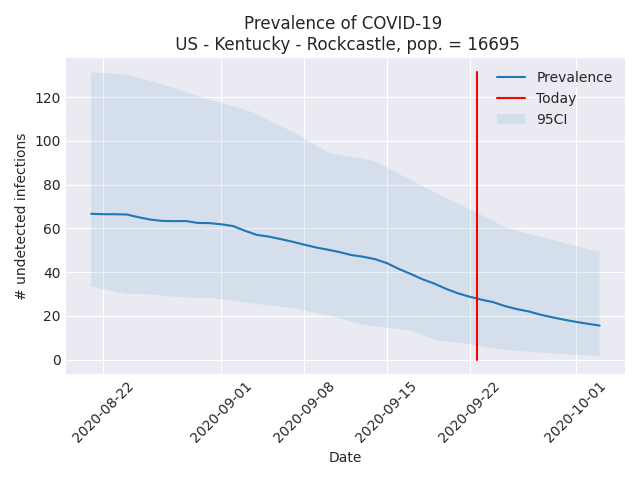 Prevalence of COVID-19
US - Kentucky - Rockcastle, pop. = 16695
Prevalence
Today
95CI
# undetected infections
120
100
80
60
40
20
0
2020-08-22
2020-09-01
2020-09-08
2020-09-15
2020-09-22
2020-10-01
Date